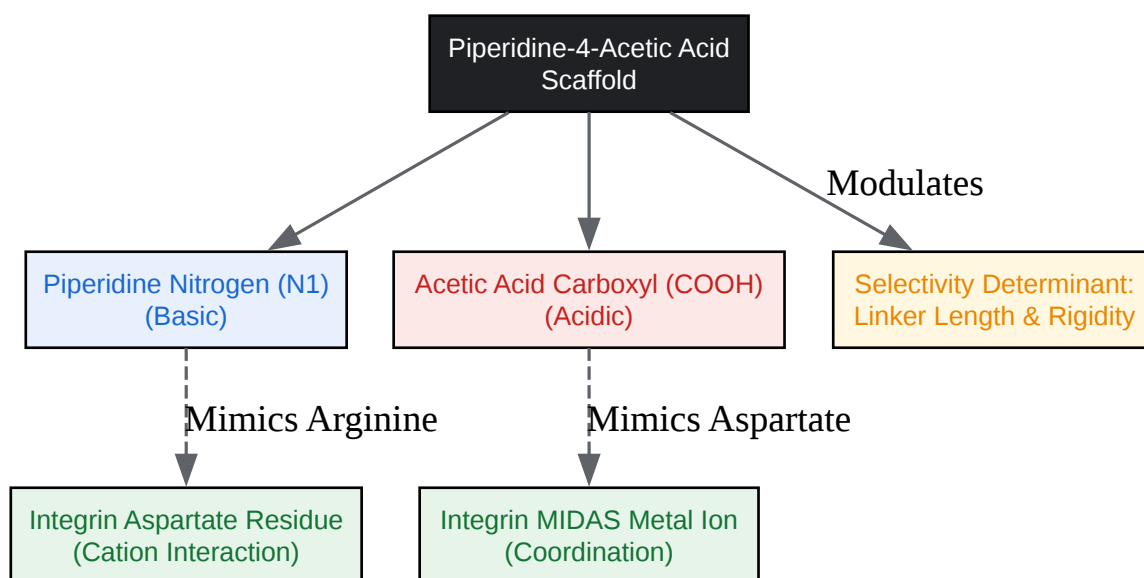 Piperidine-4-Acetic Acid
Scaffold
Modulates
Piperidine Nitrogen (N1)
(Basic)
Acetic Acid Carboxyl (COOH)
(Acidic)
Selectivity Determinant:
Linker Length & Rigidity
Mimics Arginine
Mimics Aspartate
Integrin Aspartate Residue
(Cation Interaction)
Integrin MIDAS Metal Ion
(Coordination)